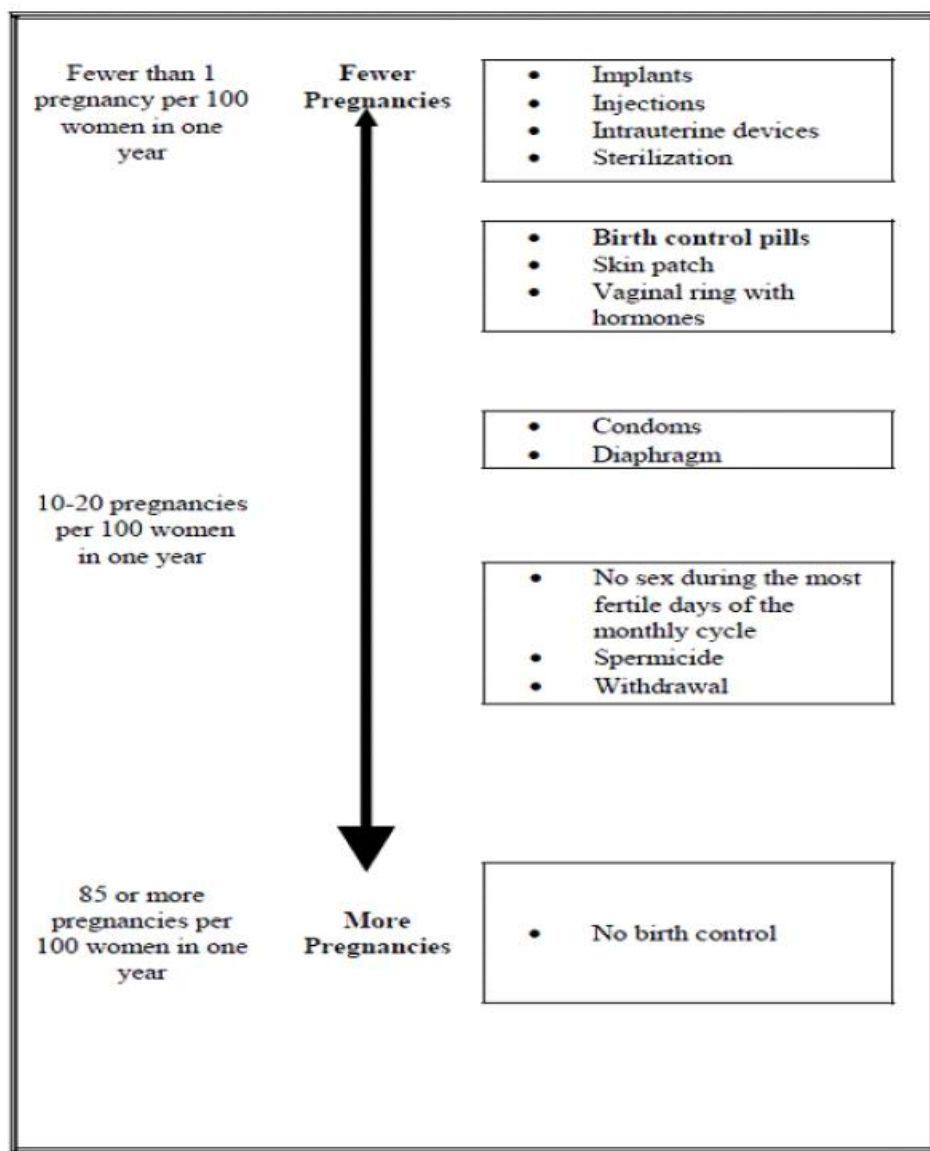 Fewer than 1
pregnancy per 100
women in one
year
Fewer
Pregnancies
• Implants
• Injections
• Intrauterine devices
• Sterilization
• Birth control pills
• Skin patch
• Vaginal ring with
hormones
• Condoms
• Diaphragm
10-20 pregnancies
per 100 women
in one year
• No sex during the most
fertile days of the
monthly cycle
• Spermicide
• Withdrawal
85 or more
pregnancies per
100 women in one
year
More
Pregnancies
• No birth control